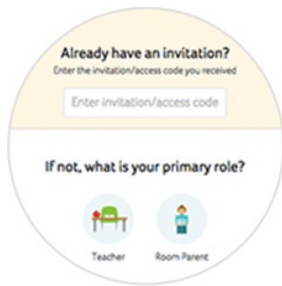 Already have an invitation?
Enter the invitation/access code you received
Enter invitation/access code
If not, what is your primary role?
Teacher Room Parent